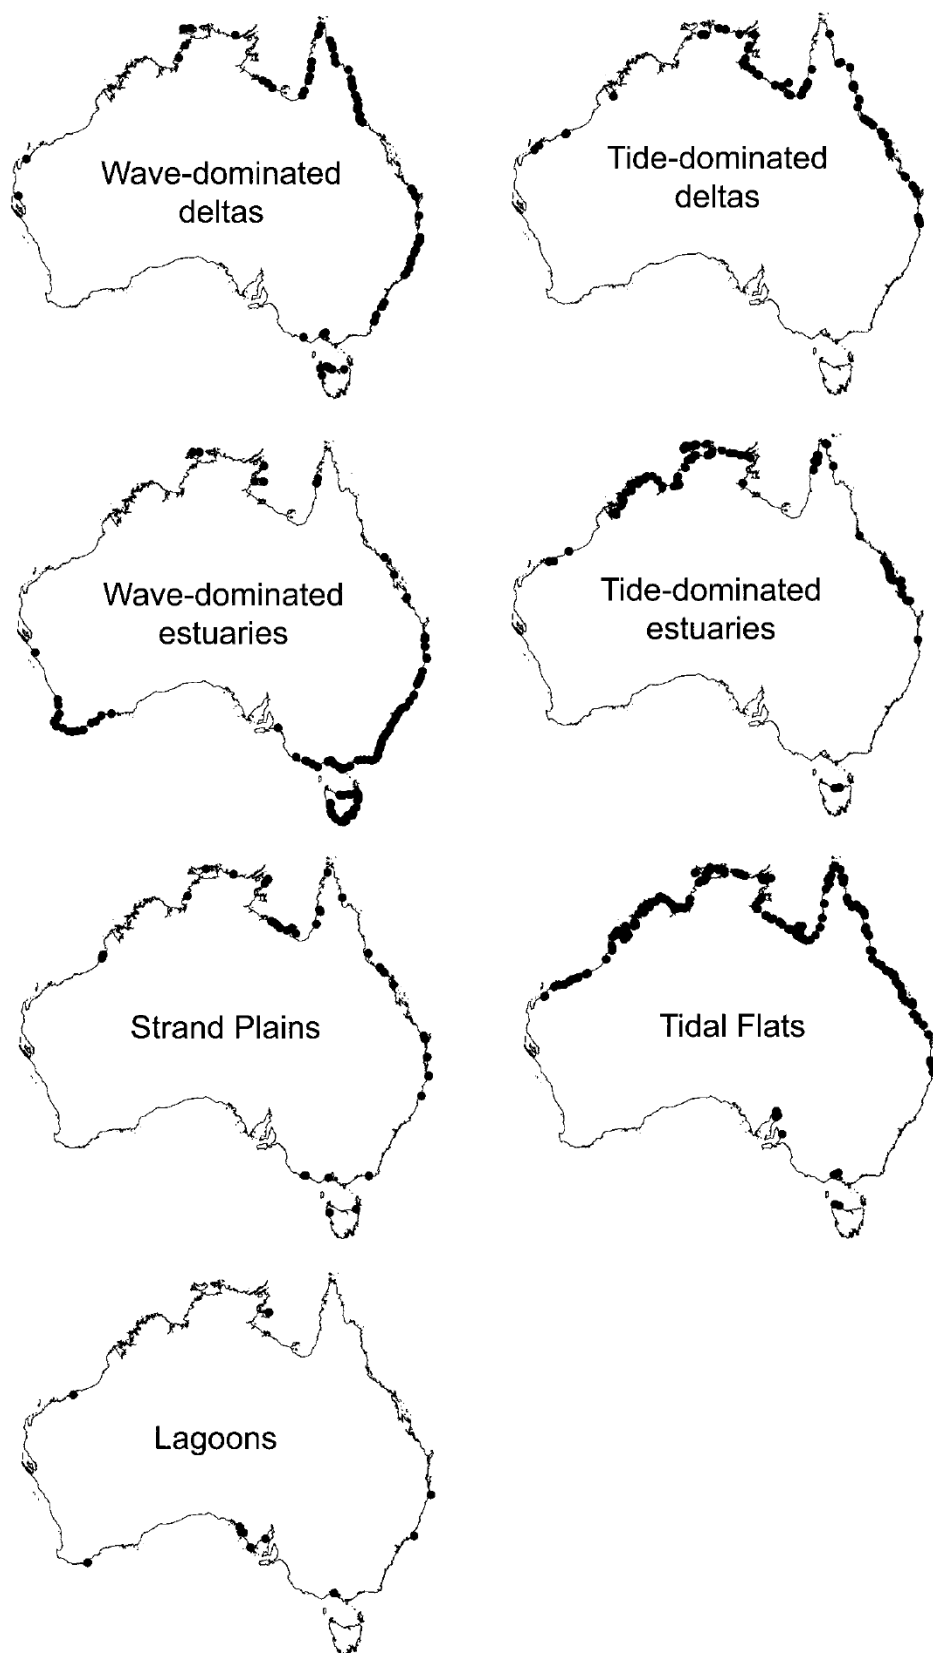 Wave-dominated
deltas
Tide-dominated
deltas
Wave-dominated
estuaries
Tide-dominated
estuaries
Strand Plains
Tidal Flats
Lagoons